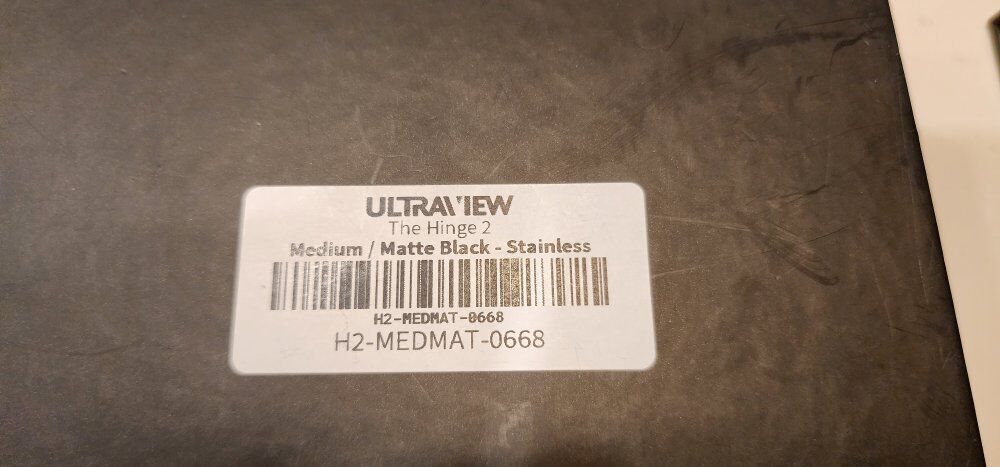 ULTRAVIEW
The Hinge 2
Medium / Matte Black - Stainless
H2-MEDMAT-0668
H2-MEDMAT-0668